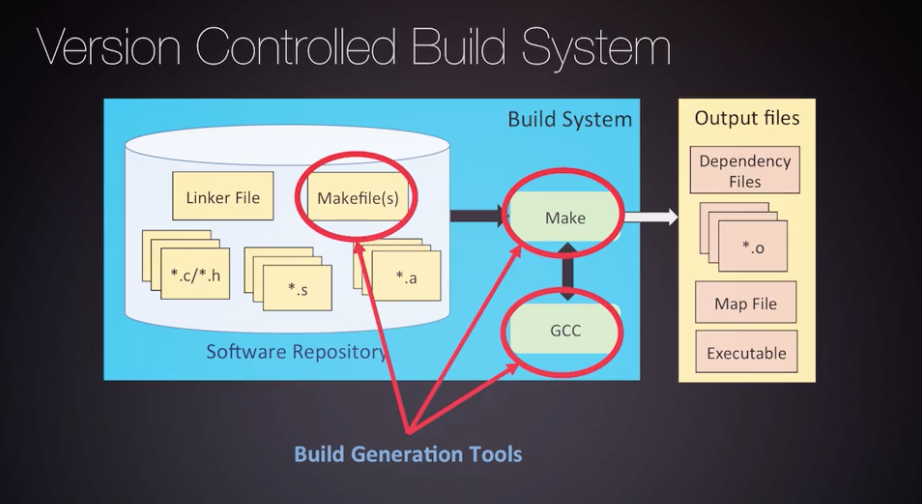 Version Controlled Build System
Build System
Output files
Linker File
Makefile(s)
Make
Dependency
Files
*.c/*.h
*.s
*.a
*.o
GCC
Map File
Software Repository
Executable
Build Generation Tools